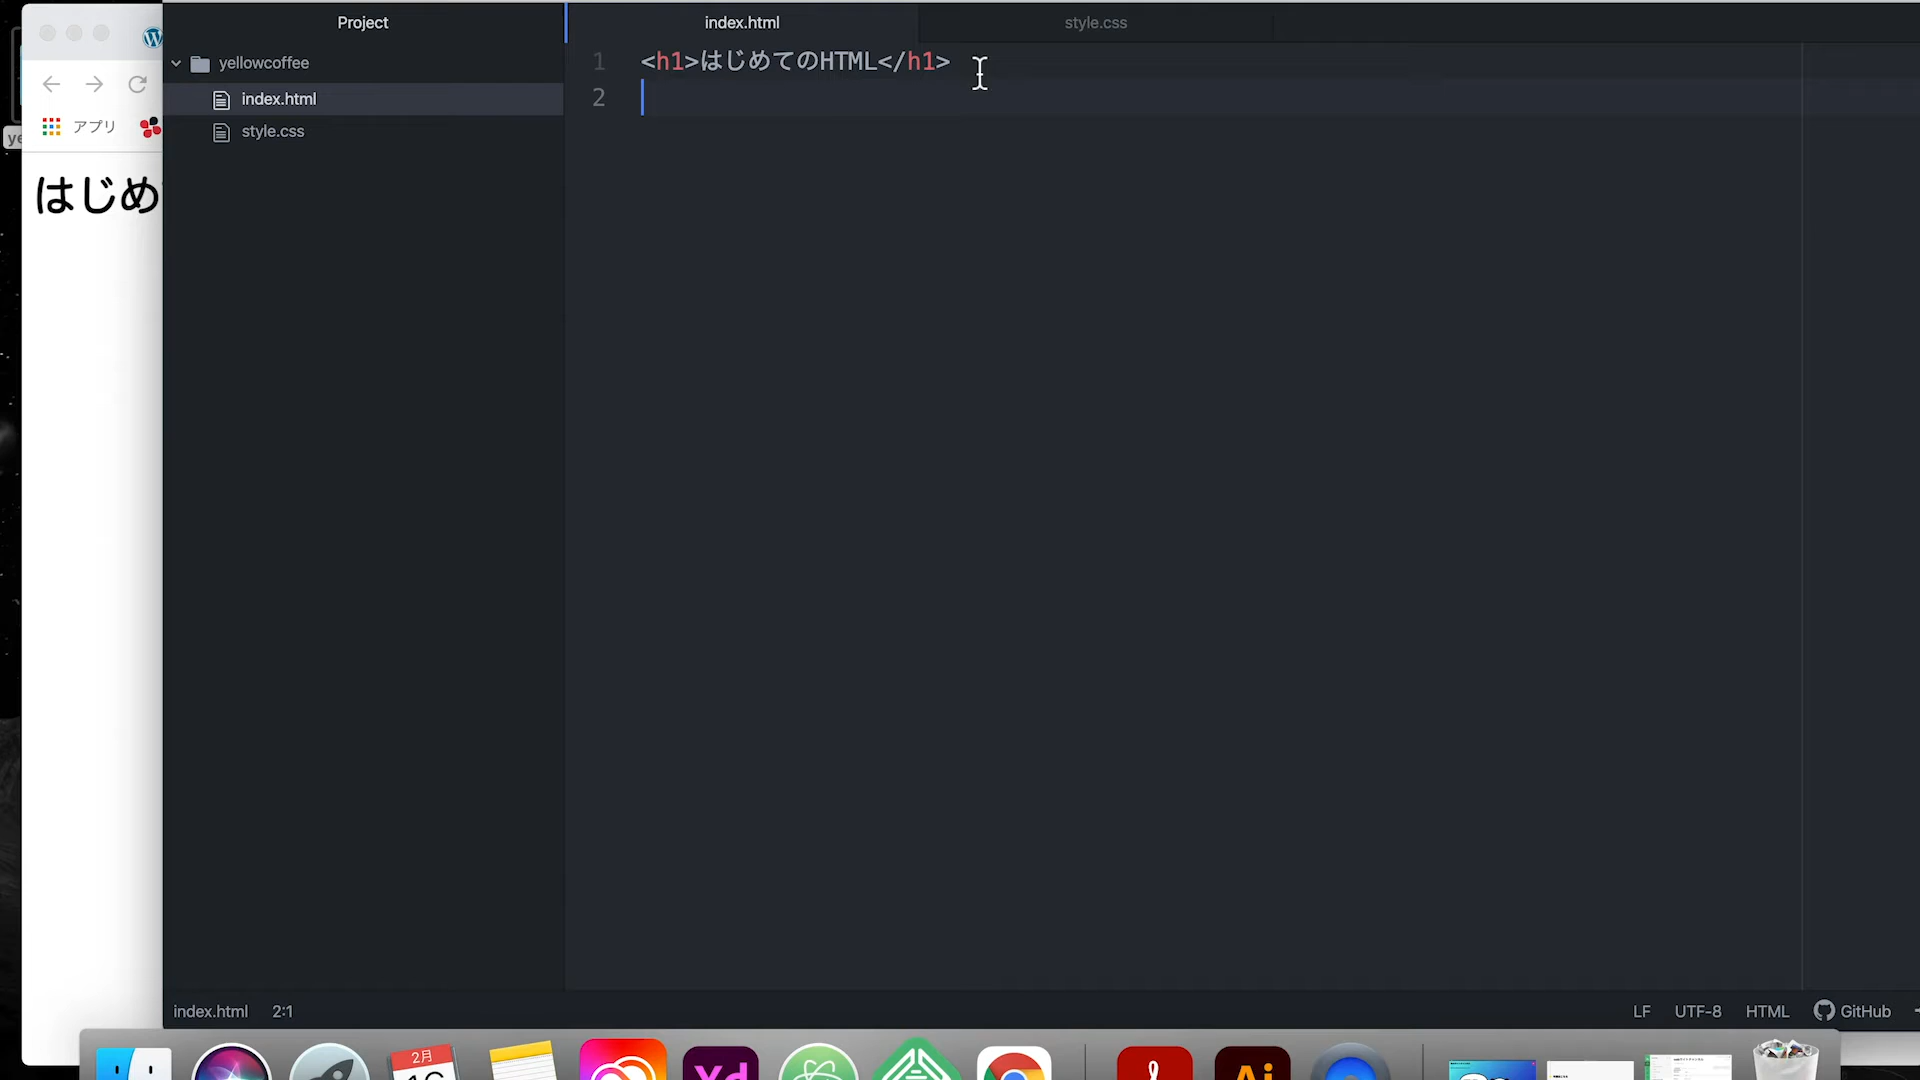 Project
index.html
style.css
yellowcoffee
index.html
style.css
アプリ
はじめ
1 <h1>はじめてのHTML</h1>
2
index.html 2:1
LF UTF-8 HTML GitHub
2月
Xd
Ai